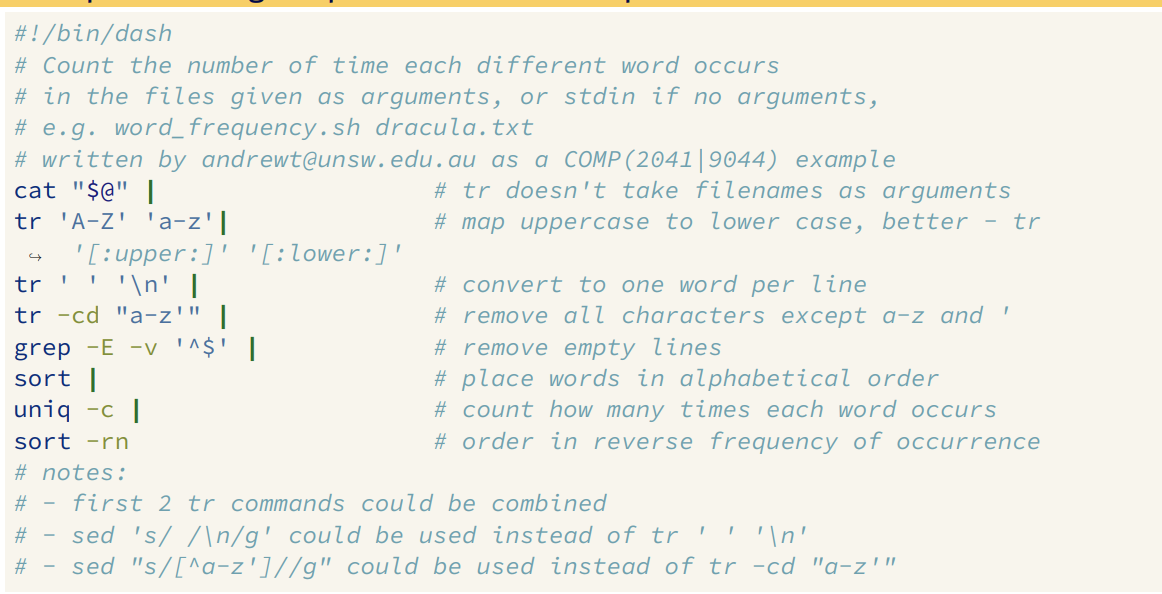 #!/bin/dash
# Count the number of time each different word occurs
# in the files given as arguments, or stdin if no arguments,
# e.g. word_frequency.sh dracula.txt
# written by andrewt@unsw.edu.au as a COMP(2041|9044) example
cat "$@" |                   # tr doesn't take filenames as arguments
tr 'A-Z' 'a-z'|              # map uppercase to lower case, better - tr
↪  '[:upper:]' '[:lower:]'
tr ' ' '\n' |                # convert to one word per line
tr -cd "a-z'" |              # remove all characters except a-z and '
grep -E -v '^$' |            # remove empty lines
sort |                       # place words in alphabetical order
uniq -c |                    # count how many times each word occurs
sort -rn                     # order in reverse frequency of occurrence
# notes:
# - first 2 tr commands could be combined
# - sed 's/ /\n/g' could be used instead of tr ' ' '\n'
# - sed "s/[^a-z']//g" could be used instead of tr -cd "a-z'"